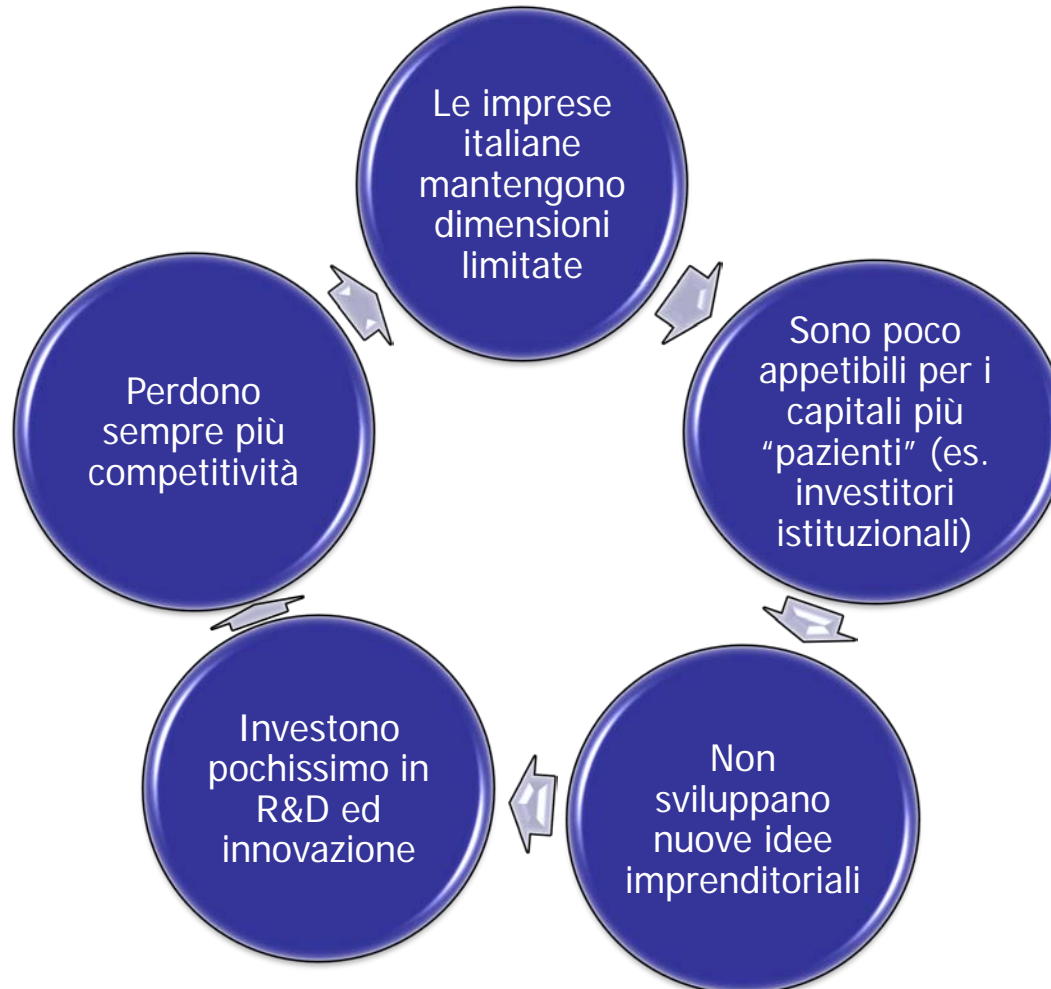 Le imprese
italiane
mantengono
dimensioni
limitate
Sono poco
appetibili per i
capitali più
“pazienti” (es.
investitori
istituzionali)
Non
sviluppano
nuove idee
imprenditoriali
Investono
pochissimo in
R&D ed
innovazione
Perdono
sempre più
competitività